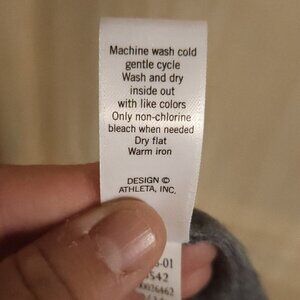 Machine wash cold
gentle cycle
Wash and dry
inside out
with like colors
Only non-chlorine
bleach when needed
Dry flat
Warm iron
DESIGN ©
ATHLETA, INC.